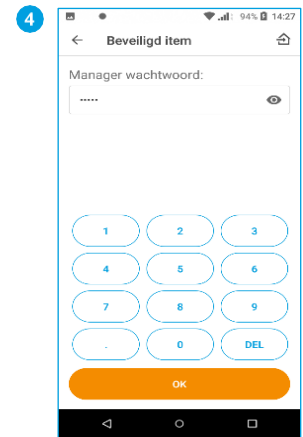 4
94% 14:27
Beveiligd item
Manager wachtwoord:
.....
1 2 3
4 5 6
7 8 9
. 0 DEL
OK